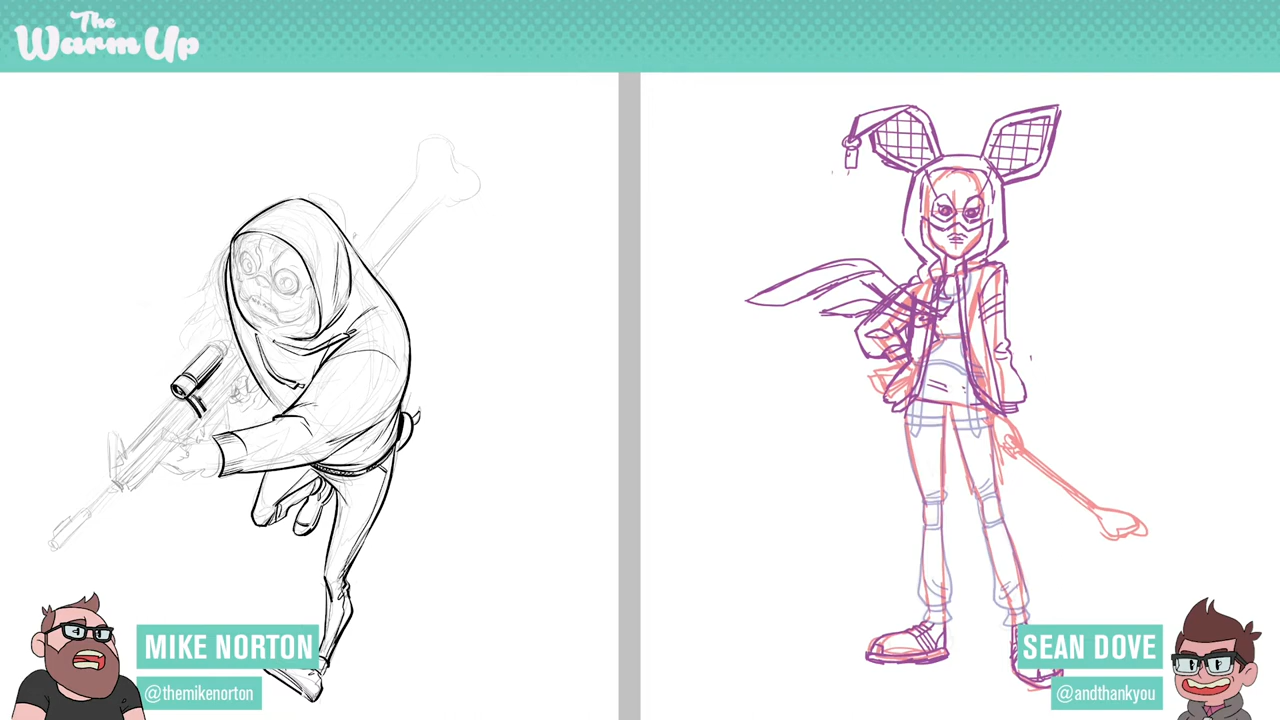 The
Warm Up
MIKE NORTON
@themikenorton
SEAN DOVE
@andthankyou